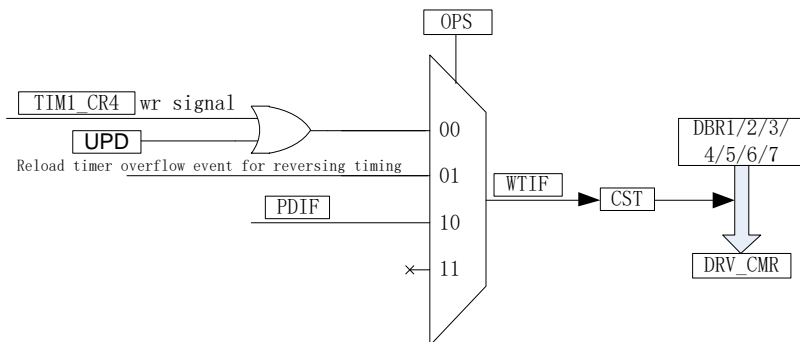 OPS
TIM1_CR4 wr signal
UPD
00
DBR1/2/3/
4/5/6/7
Reload timer overflow event for reversing timing
01
WTIF
CST
PDIF
10
11
DRV_CMR